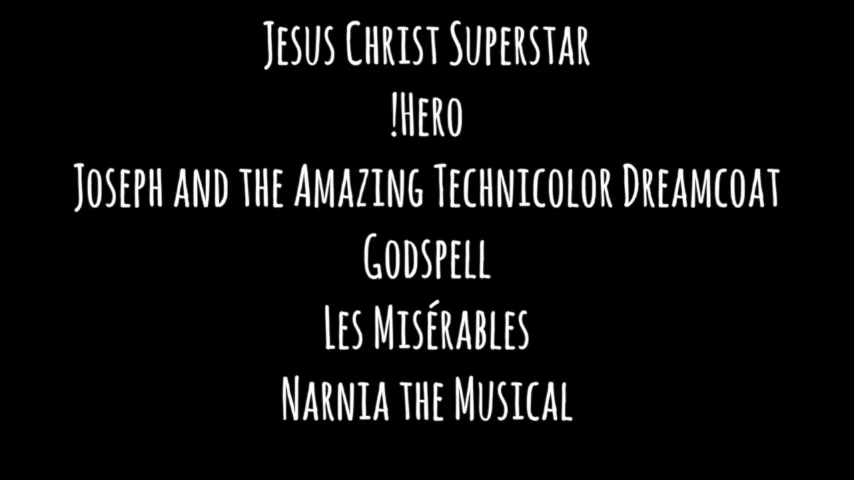 Jesus Christ Superstar
!Hero
Joseph and the Amazing Technicolor Dreamcoat
Godspell
Les Misérables
Narnia the Musical